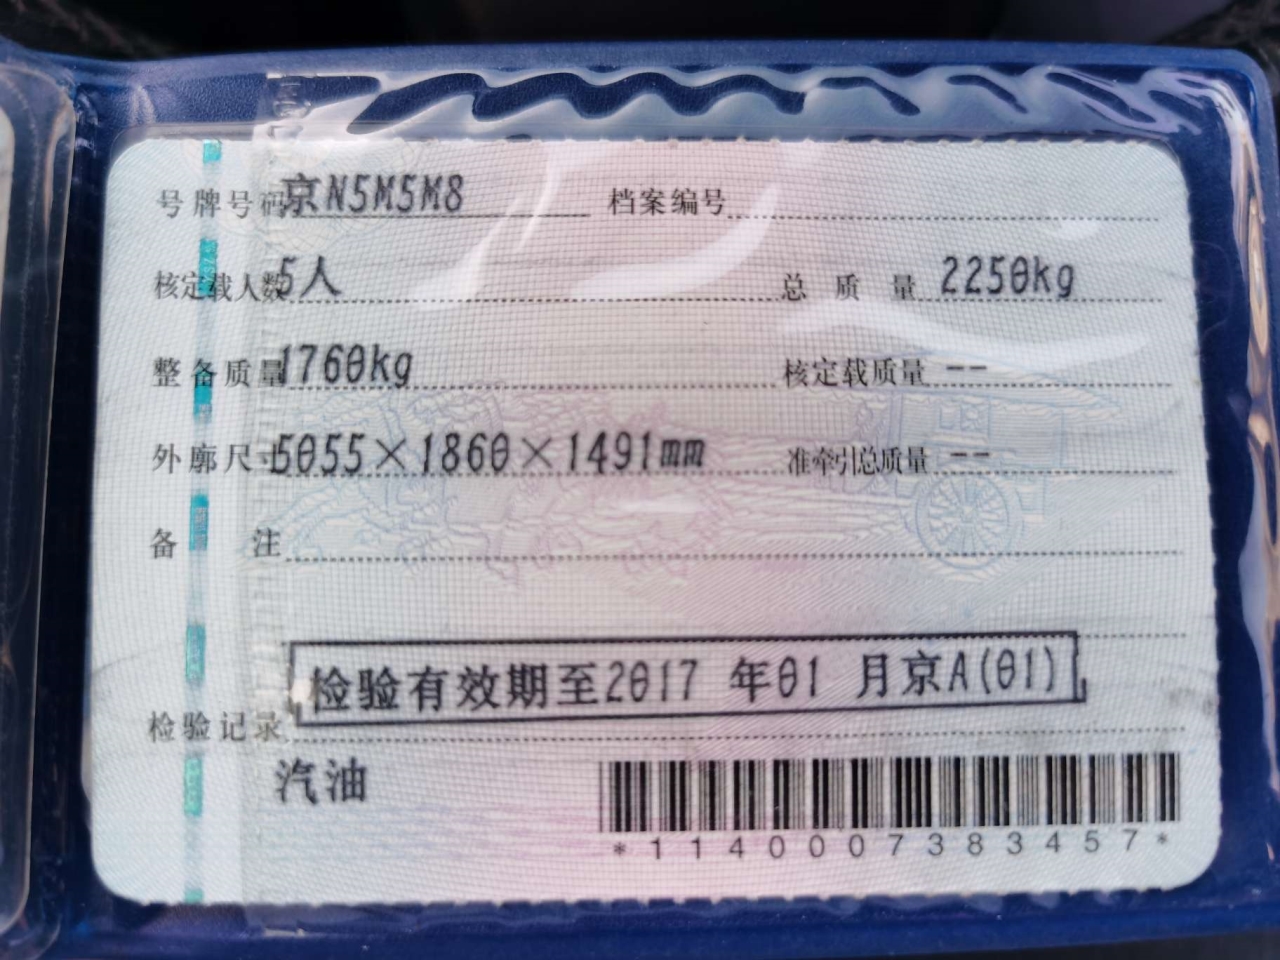 号牌号码 京N5M5M8 档案编号
核定载人数 5人 总质量 2250kg
整备质量 1760kg 核定载质量 --
外廓尺寸 5055×1860×1491mm 准牵引总质量 --
备注
检验有效期至2017 年01 月京A(01)
检验记录
汽油
*1140007383457*